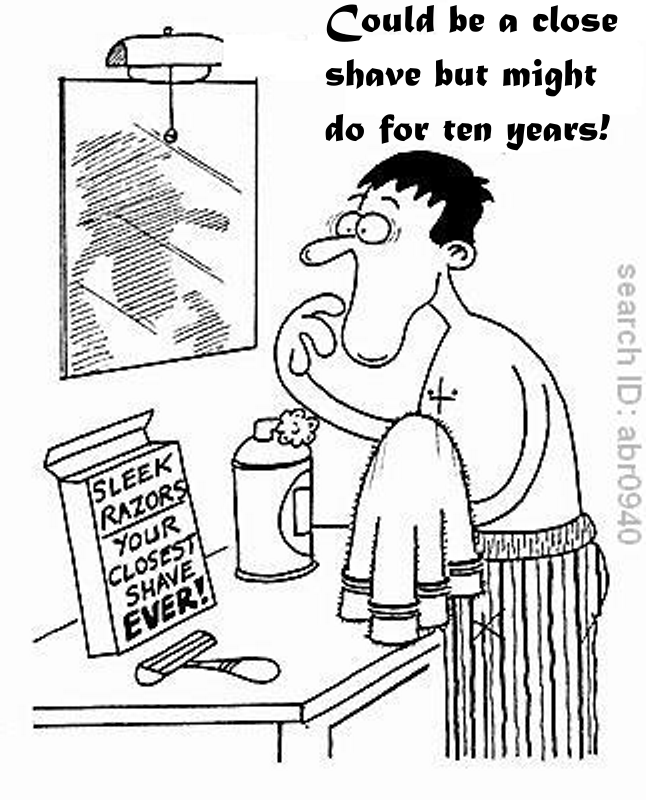 Could be a close
shave but might
do for ten years!
SLEEK
RAZORS
YOUR
CLOSEST
SHAVE
EVER!
search ID: abr0940